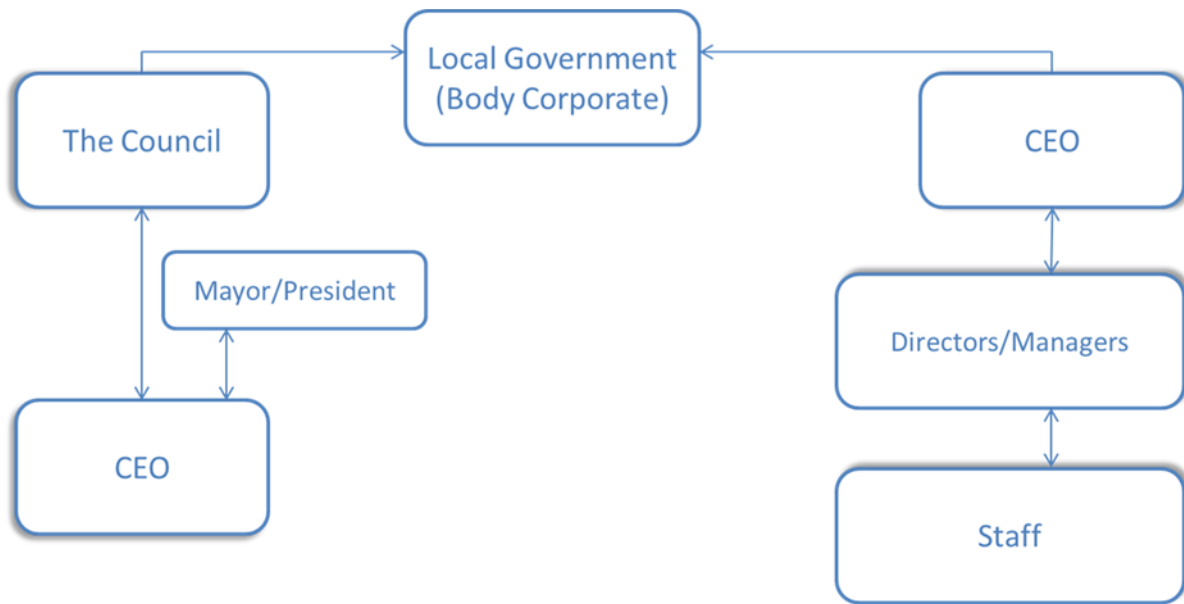 Local Government
(Body Corporate)
The Council
CEO
Mayor/President
Directors/Managers
CEO
Staff